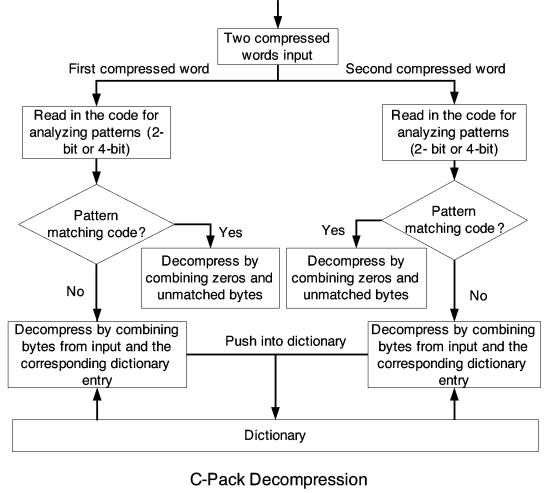 Two compressed
words input
First compressed word
Second compressed word
Read in the code for
analyzing patterns (2-
bit or 4-bit)
Read in the code for
analyzing patterns
(2- bit or 4-bit)
Pattern
matching code?
Yes
Pattern
matching code?
Yes
Decompress by
combining zeros and
unmatched bytes
Decompress by
combining zeros and
unmatched bytes
No
No
Decompress by combining
bytes from input and the
corresponding dictionary
entry
Push into dictionary
Decompress by combining
bytes from input and the
corresponding dictionary
entry
Dictionary
C-Pack Decompression